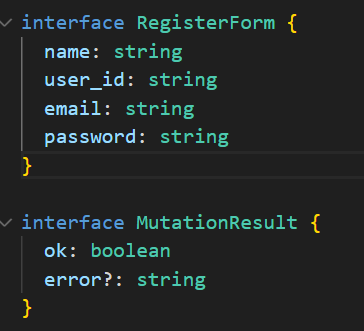 interface RegisterForm {
name: string
user_id: string
email: string
password: string
}
interface MutationResult {
ok: boolean
error?: string
}